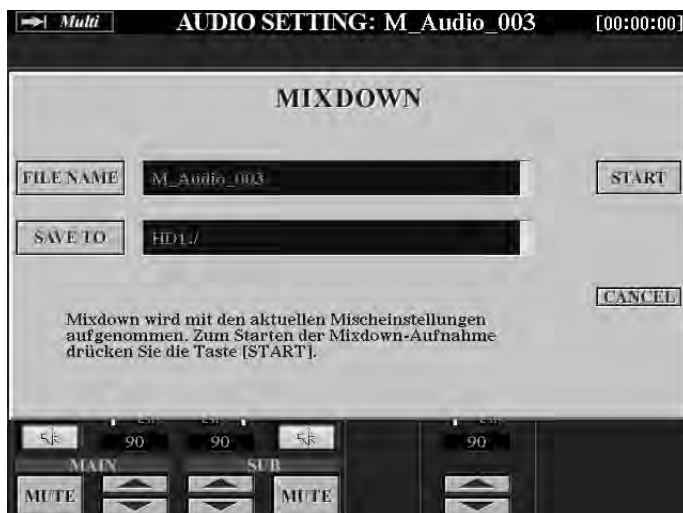 Multi AUDIO SETTING: M_Audio_003 [00:00:00]
MIXDOWN
FILE NAME M_Audio_003 START
SAVE TO HD1:/
CANCEL
Mixdown wird mit den aktuellen Mischeinstellungen
aufgenommen. Zum Starten der Mixdown-Aufnahme
drücken Sie die Taste [START].
90 90 90
MAIN SUB
MUTE MUTE